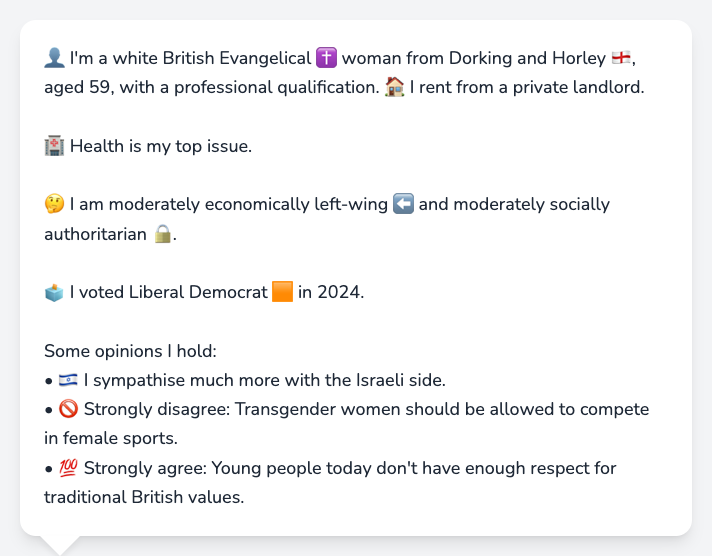 👤 I'm a white British Evangelical ✝️ woman from Dorking and Horley 🏴󠁧󠁢󠁥󠁮󠁧󠁿,
aged 59, with a professional qualification. 🏠 I rent from a private landlord.
🏥 Health is my top issue.
🤔 I am moderately economically left-wing ⬅️ and moderately socially
authoritarian 🔒.
🗳️ I voted Liberal Democrat 🟧 in 2024.
Some opinions I hold:
• 🇮🇱 I sympathise much more with the Israeli side.
• 🚫 Strongly disagree: Transgender women should be allowed to compete
in female sports.
• 💯 Strongly agree: Young people today don't have enough respect for
traditional British values.